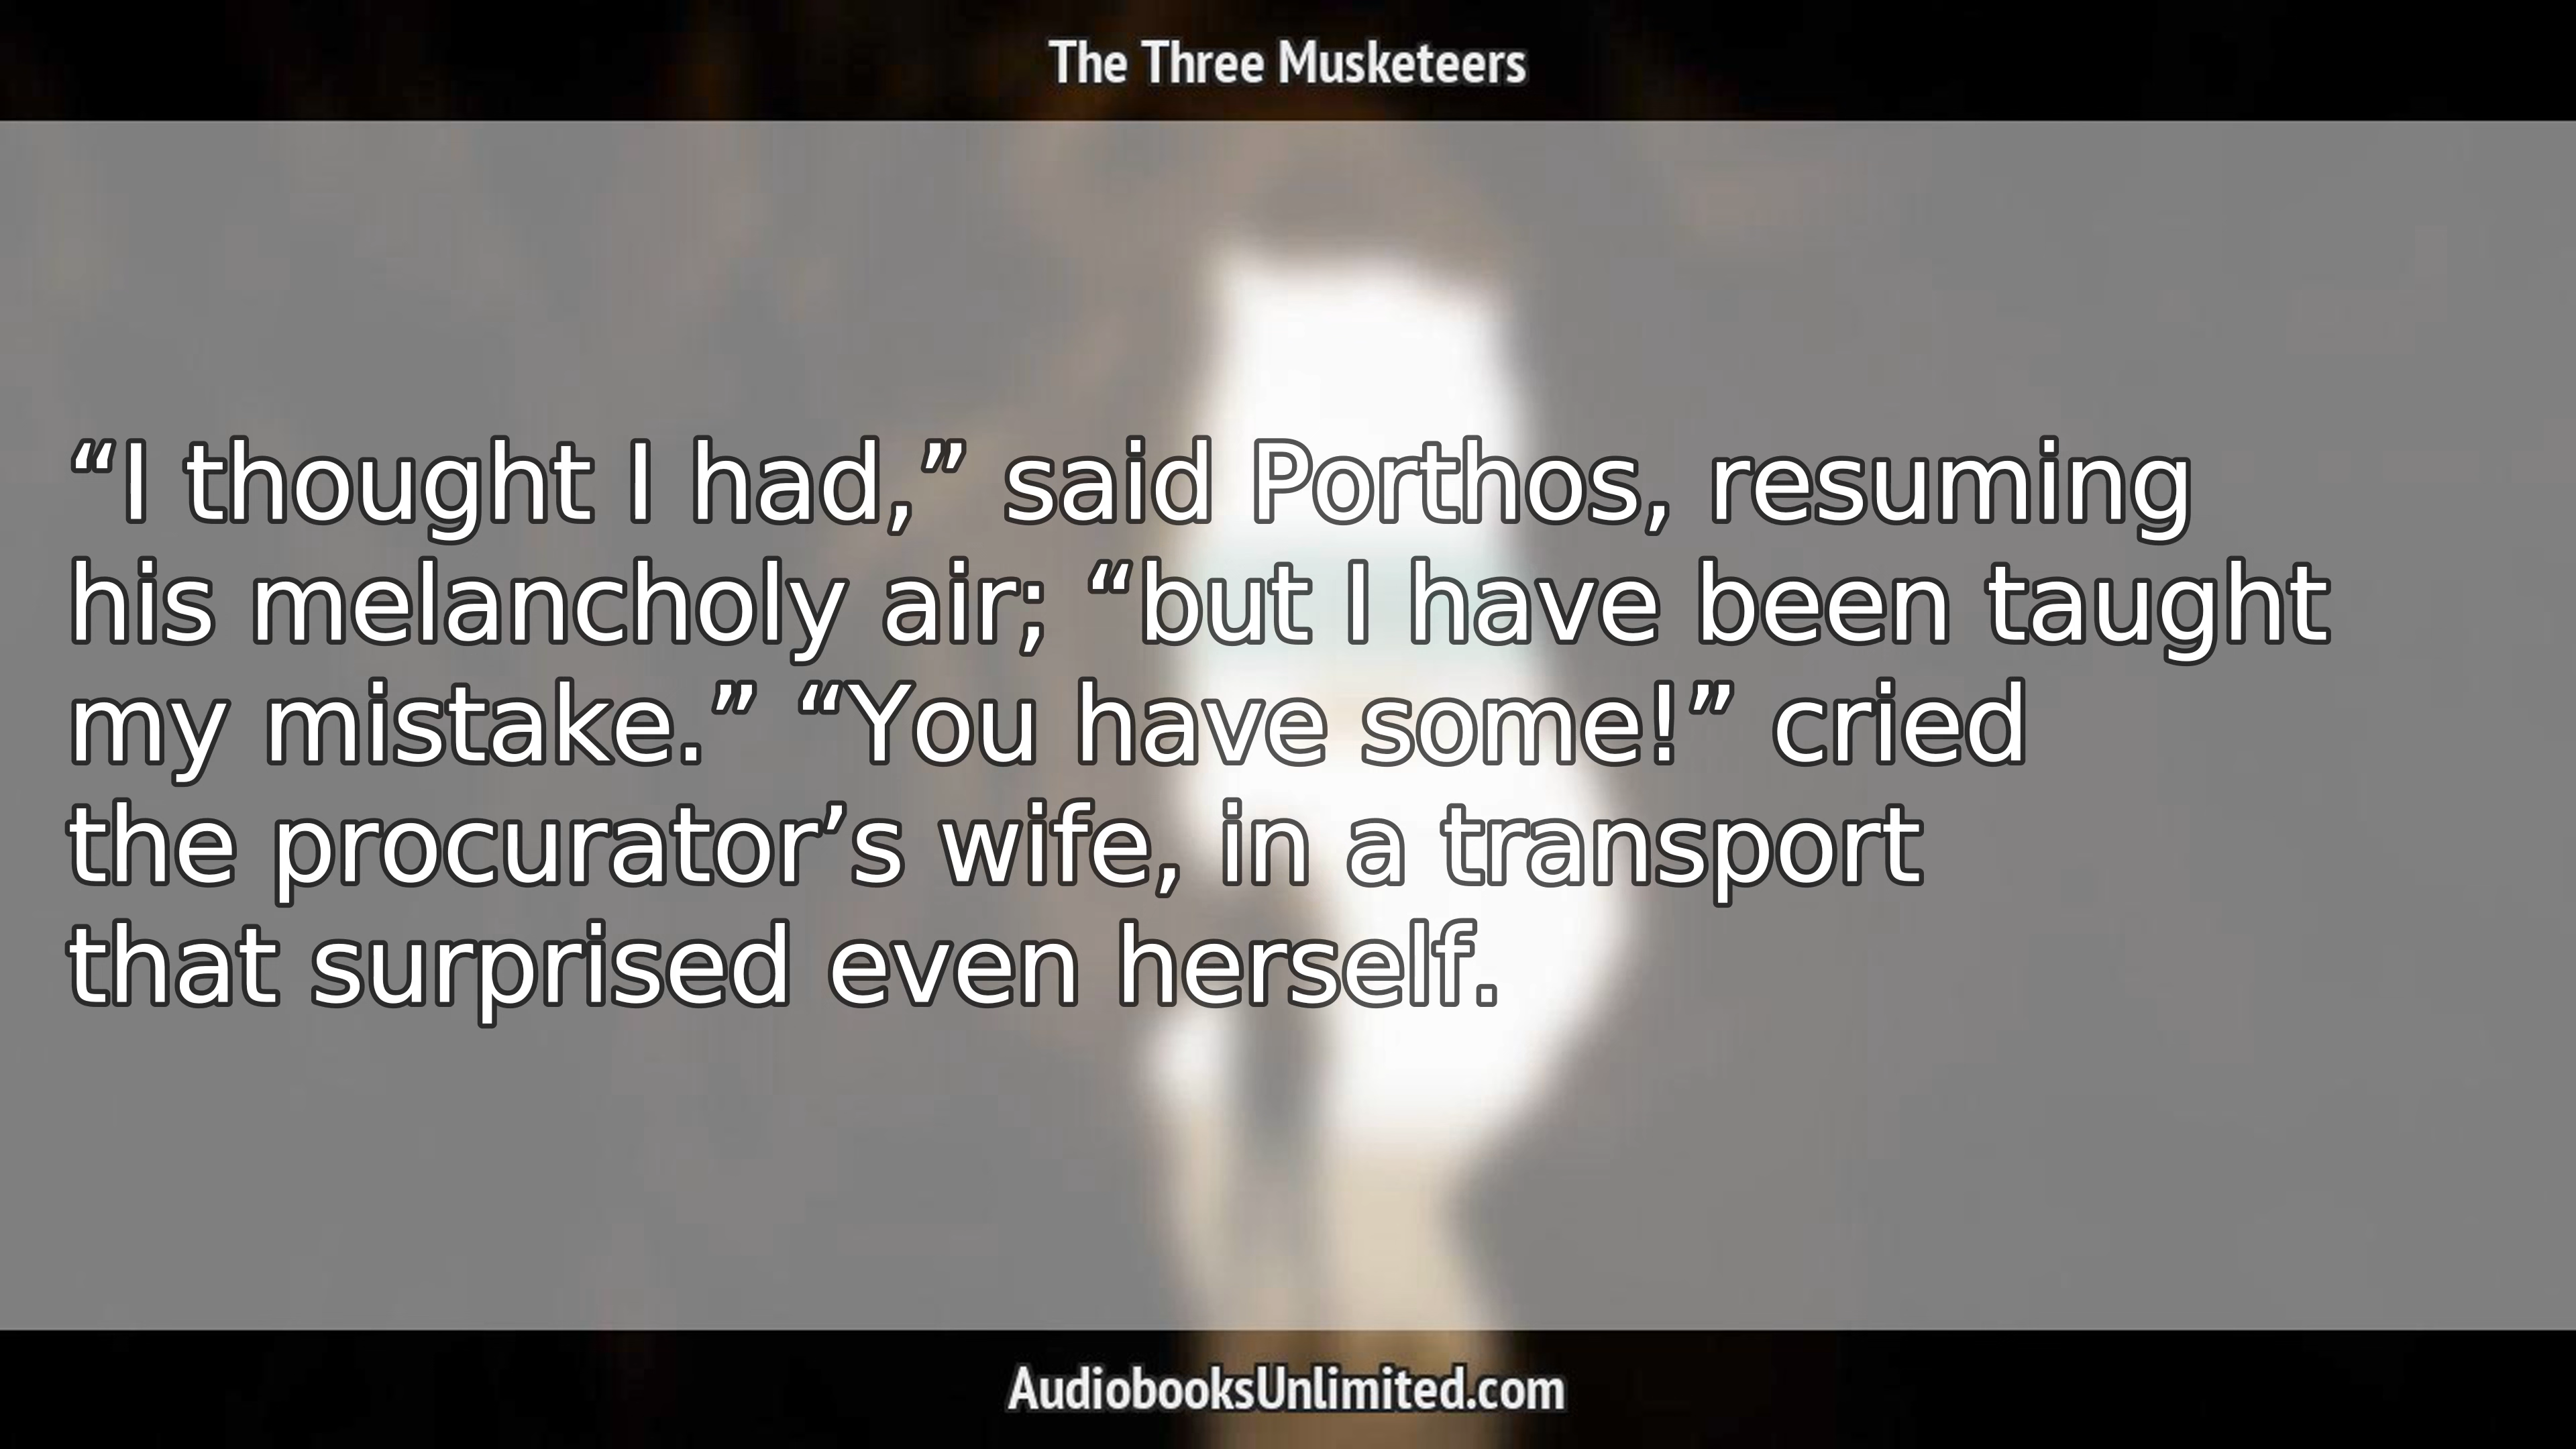 The Three Musketeers
“I thought I had,” said Porthos, resuming
his melancholy air; “but I have been taught
my mistake.” “You have some!” cried
the procurator’s wife, in a transport
that surprised even herself.
AudiobooksUnlimited.com